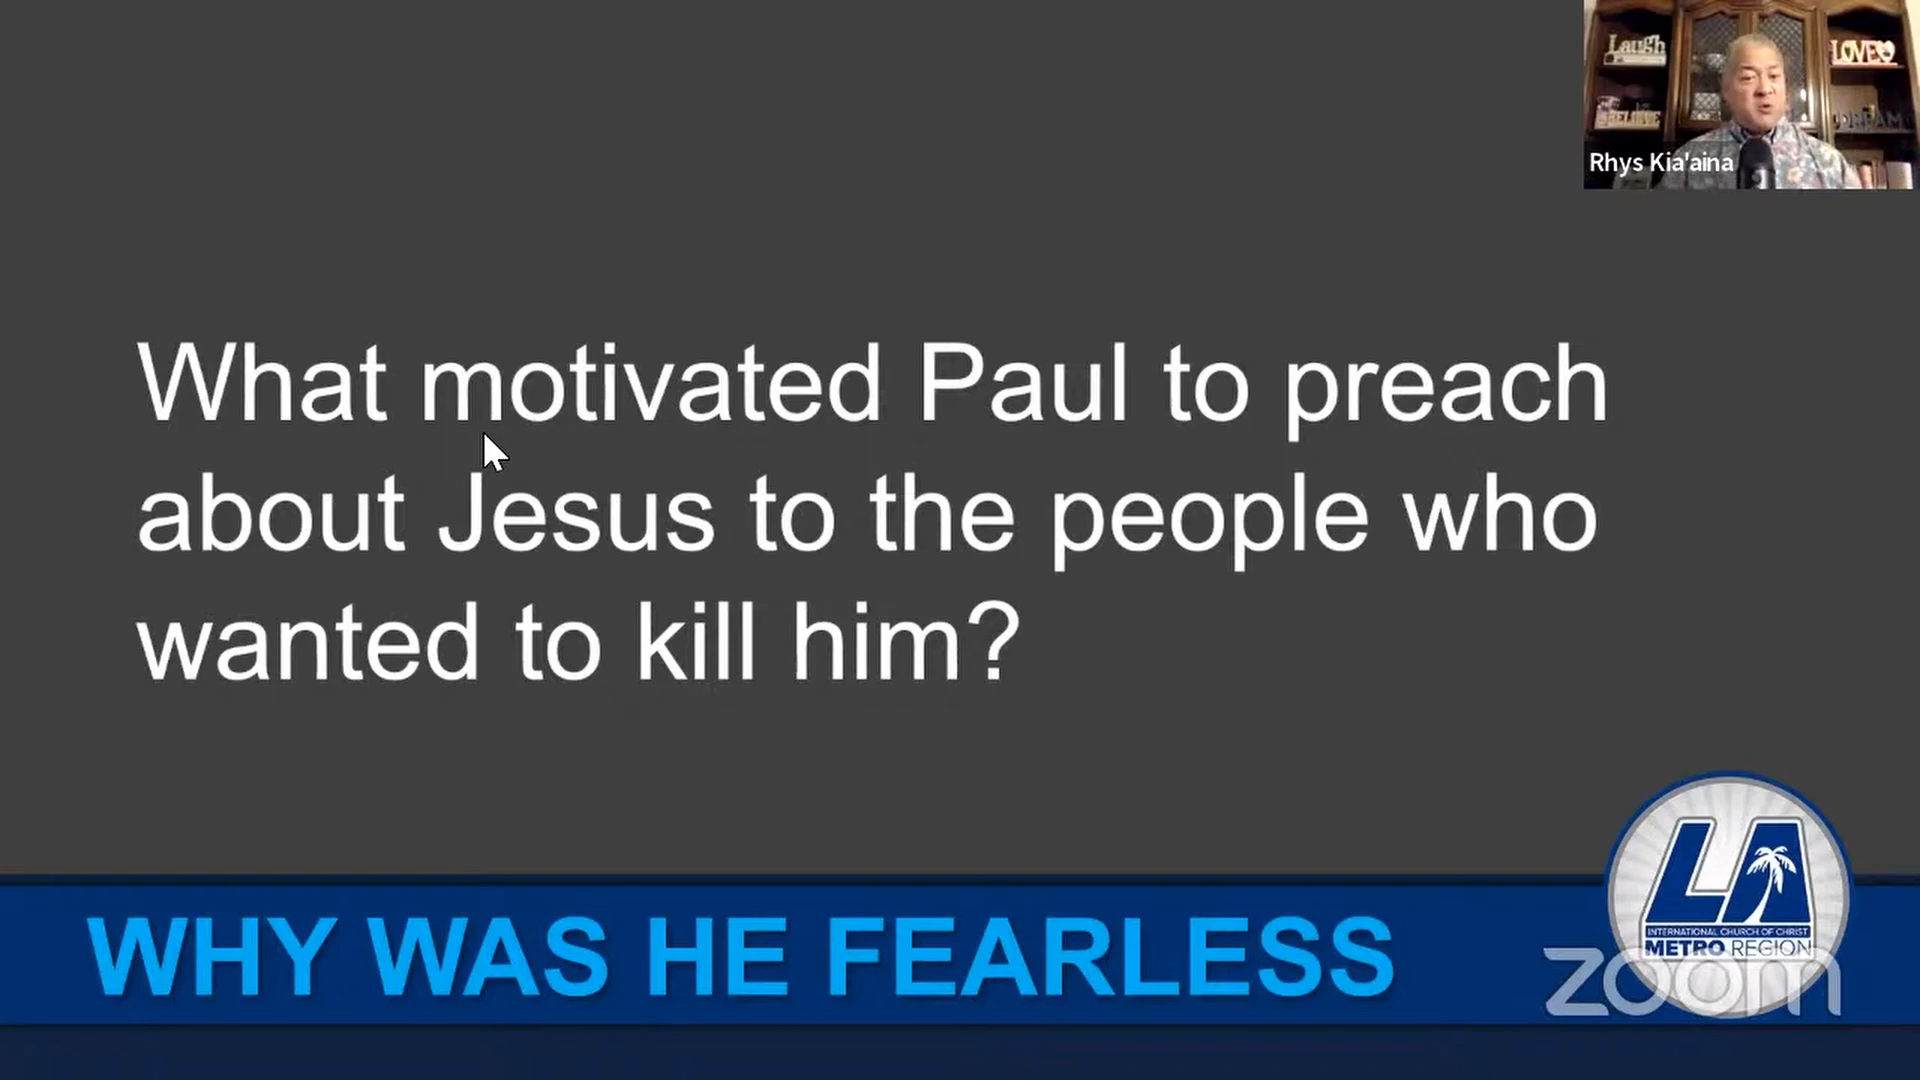 Laugh
LOVE
BELIEVE
DREAM
Rhys Kia'aina
What motivated Paul to preach
about Jesus to the people who
wanted to kill him?
WHY WAS HE FEARLESS
LA
INTERNATIONAL CHURCH OF CHRIST
METRO REGION
zoom